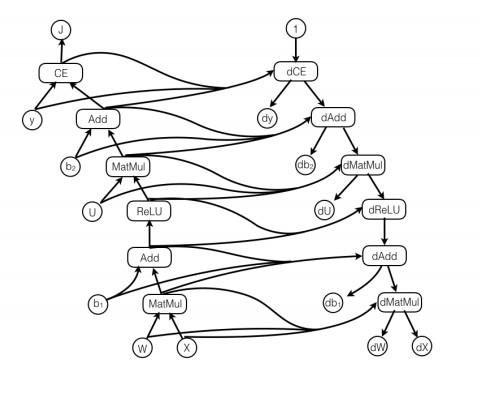 J
1
CE
dCE
y
Add
dy
dAdd
b₂
MatMul
db₂
dMatMul
U
ReLU
dU
dReLU
Add
dAdd
b₁
MatMul
db₁
dMatMul
W
X
dW
dX